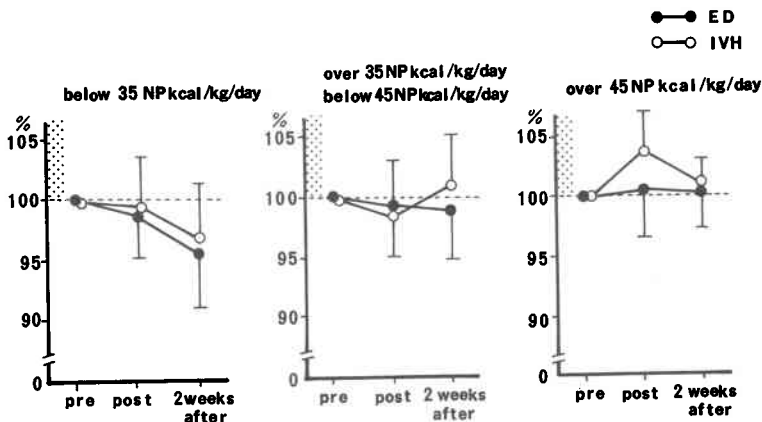 ED
IVH
below 35 NPkcal/kg/day
over 35NPkcal/kg/day
below 45NPkcal/kg/day
over 45 NPkcal/kg/day
%
105
100
95
90
0
pre post 2weeks
after
%
105
100
95
90
0
pre post 2 weeks
after
%
105
100
95
90
0
pre post 2 weeks
after